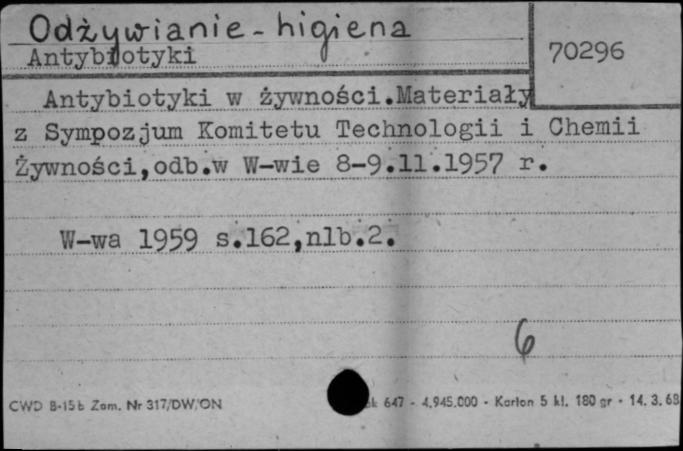 Odżywianie - higiena
Antybiotyki
70296
Antybiotyki w żywności.Materiały
z Sympozjum Komitetu Technologii i Chemii
Żywności,odb.w W-wie 8-9.11.1957 r.
W-wa 1959 s.162,nlb.2.
6
CWD B-15b Zam. Nr 317/DW/ON 647 - 4.945.000 - Karton 5 kl. 180 gr - 14. 3. 68